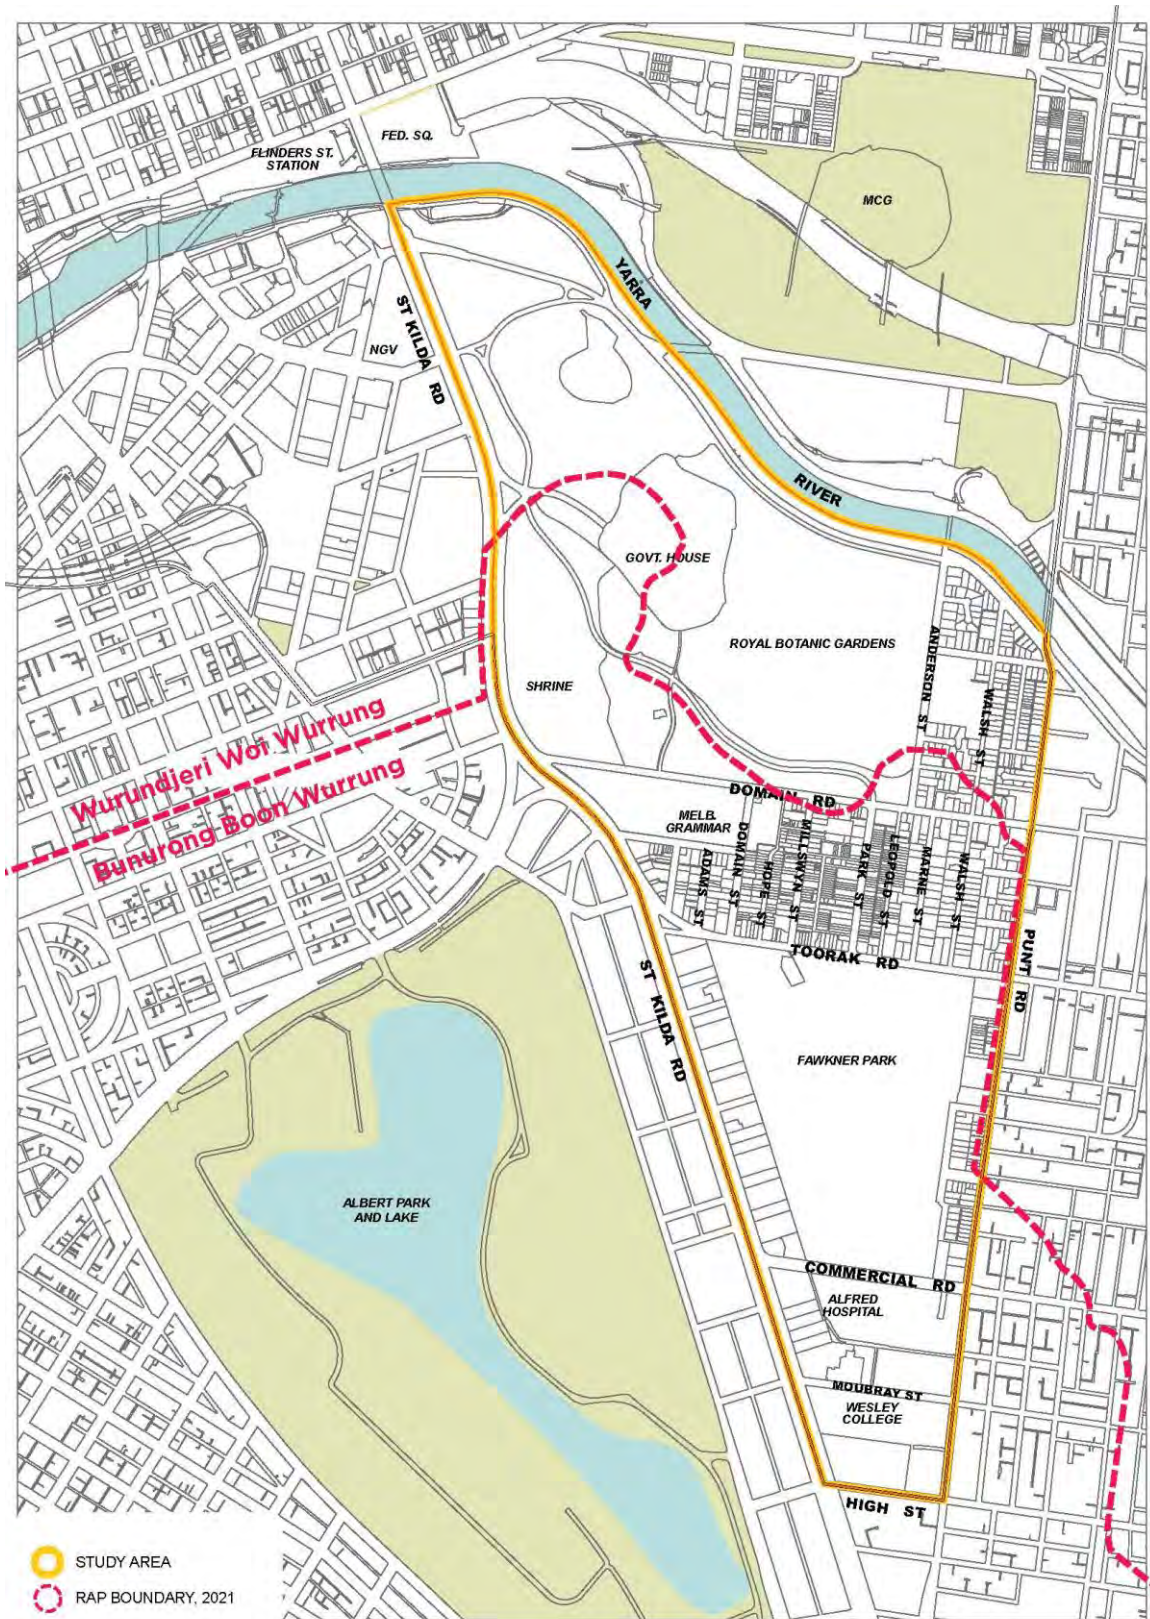 FED. SQ.
FLINDERS ST.
STATION
MCG
YARRA
ST KILDA RD
NGV
RIVER
GOVT. HOUSE
ROYAL BOTANIC GARDENS
ANDERSON ST
WALSH ST
SHRINE
Wurundjeri Woi Wurrung
Bunurong Boon Wurrung
DOMAIN RD
MELB.
GRAMMAR
ADAMS ST
DOMAIN ST
HOPE ST
MILLSWYN ST
PARK ST
LEOPOLD ST
MARNE ST
WALSH ST
PUNT RD
TOORAK RD
ST KILDA RD
FAWKNER PARK
ALBERT PARK
AND LAKE
COMMERCIAL RD
ALFRED
HOSPITAL
MOUBRAY ST
WESLEY
COLLEGE
HIGH ST
STUDY AREA
RAP BOUNDARY, 2021